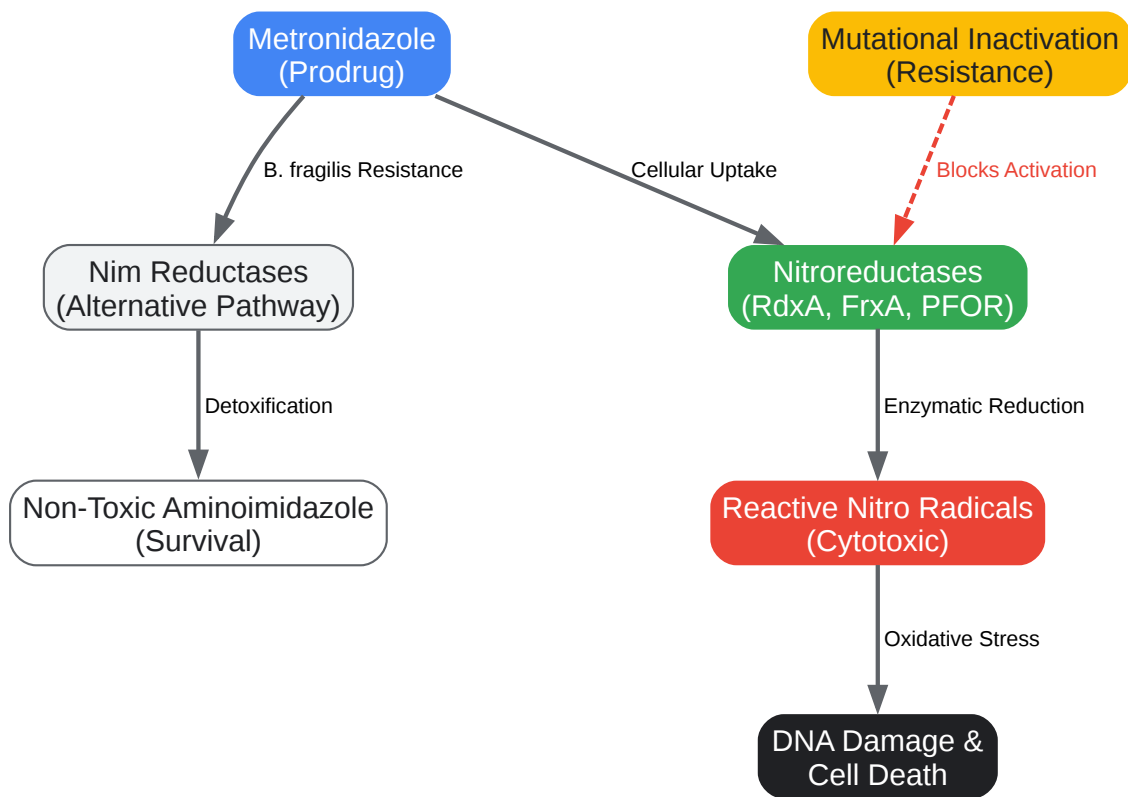 Metronidazole
(Prodrug)
Mutational Inactivation
(Resistance)
B. fragilis Resistance
Cellular Uptake
Blocks Activation
Nim Reductases
(Alternative Pathway)
Nitroreductases
(RdxA, FrxA, PFOR)
Detoxification
Enzymatic Reduction
Non-Toxic Aminoimidazole
(Survival)
Reactive Nitro Radicals
(Cytotoxic)
Oxidative Stress
DNA Damage &
Cell Death